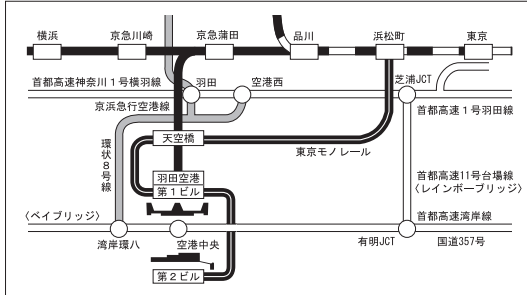 横浜
京急川崎
京急蒲田
品川
浜松町
東京
首都高速神奈川1号横羽線
羽田
空港西
芝浦JCT
京浜急行空港線
首都高速1号羽田線
天空橋
東京モノレール
環状8号線
羽田空港
第1ビル
首都高速11号台場線
〈レインボーブリッジ〉
〈ベイブリッジ〉
首都高速湾岸線
湾岸環八
空港中央
有明JCT
国道357号
第2ビル